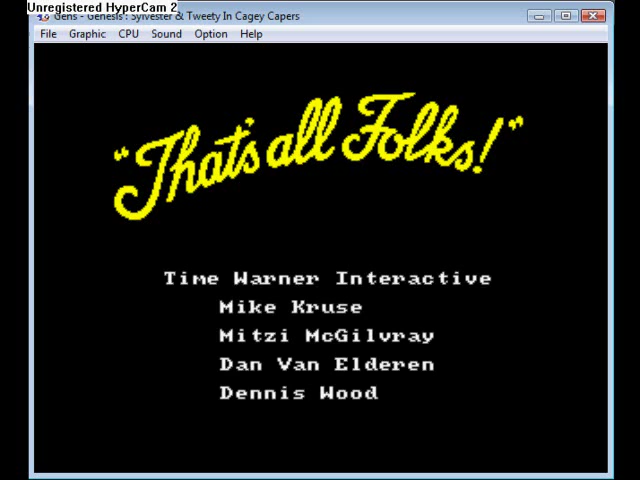 Unregistered HyperCam 2
Gens - Genesis : Sylvester & Tweety In Cagey Capers
File Graphic CPU Sound Option Help
"That's all Folks!"
Time Warner Interactive
Mike Kruse
Mitzi McGilvray
Dan Van Elderen
Dennis Wood